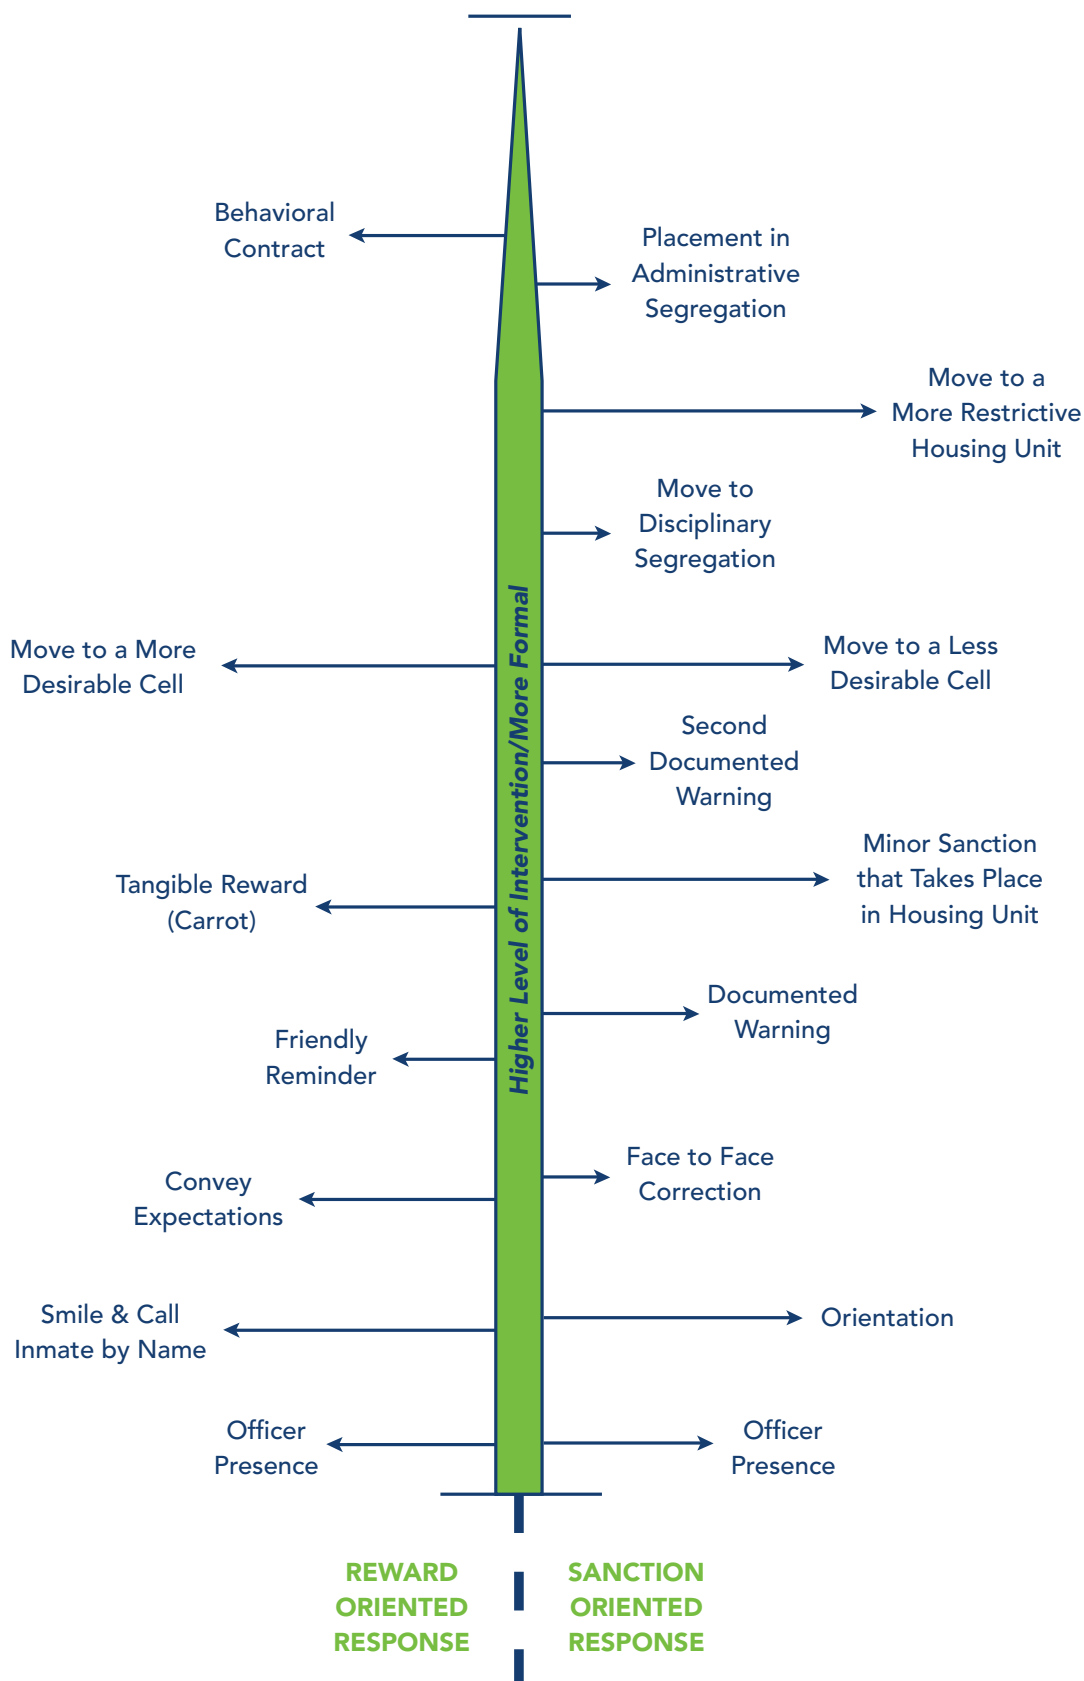 Behavioral
Contract
Placement in
Administrative
Segregation
Move to a
More Restrictive
Housing Unit
Move to
Disciplinary
Segregation
Move to a More
Desirable Cell
Move to a Less
Desirable Cell
Second
Documented
Warning
Higher Level of Intervention/More Formal
Minor Sanction
that Takes Place
in Housing Unit
Tangible Reward
(Carrot)
Documented
Warning
Friendly
Reminder
Face to Face
Correction
Convey
Expectations
Smile & Call
Inmate by Name
Orientation
Officer
Presence
Officer
Presence
REWARD
ORIENTED
RESPONSE
SANCTION
ORIENTED
RESPONSE